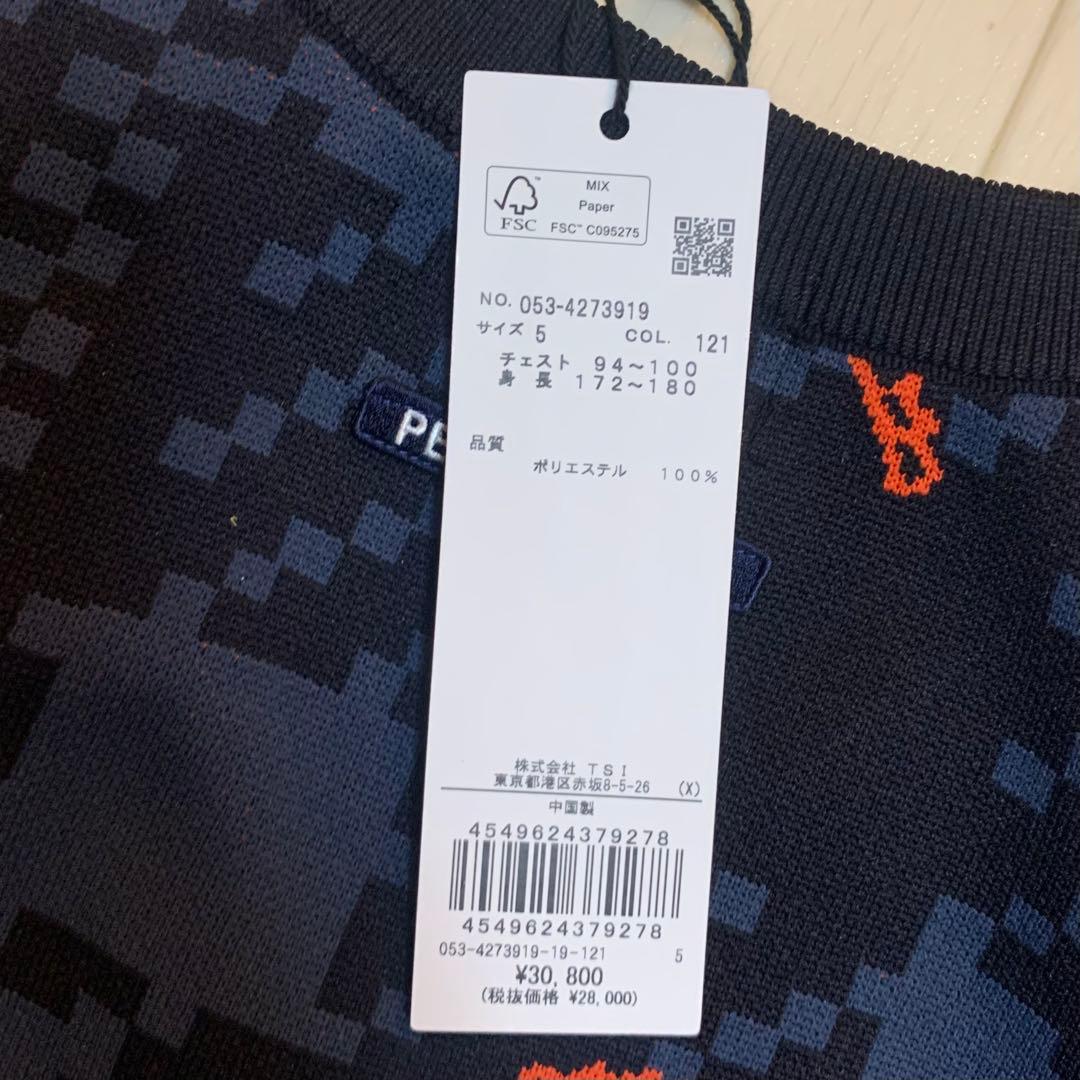 MIX
Paper
FSC™ C095275
FSC™
NO. 053-4273919
サイズ 5 COL. 121
チェスト 94~100
身 長 172~180
PE
品質
ポリエステル 100%
株式会社 TSI
東京都港区赤坂8-5-26 (X)
中国製
4549624379278
4549624379278
053-4273919-19-121 5
¥30,800
(税抜価格 ¥28,000)